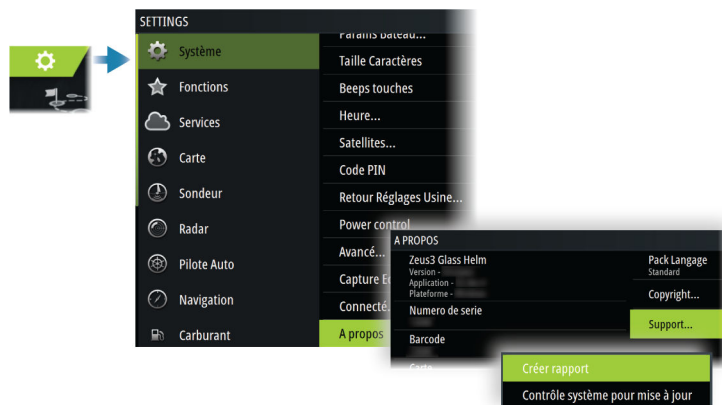 SETTINGS
Système
Fonctions
Services
Carte
Sondeur
Radar
Pilote Auto
Navigation
Carburant
Params Bateau...
Taille Caractères
Beeps touches
Heure...
Satellites...
Code PIN
Retour Réglages Usine...
Power control
Avancé...
Capture
Connecté
A propos
A PROPOS
Zeus3 Glass Helm
Version -
Application -
Plateforme -
Numero de serie
Barcode
Carte
Pack Langage
Standard
Copyright...
Support...
Créer rapport
Contrôle système pour mise à jour